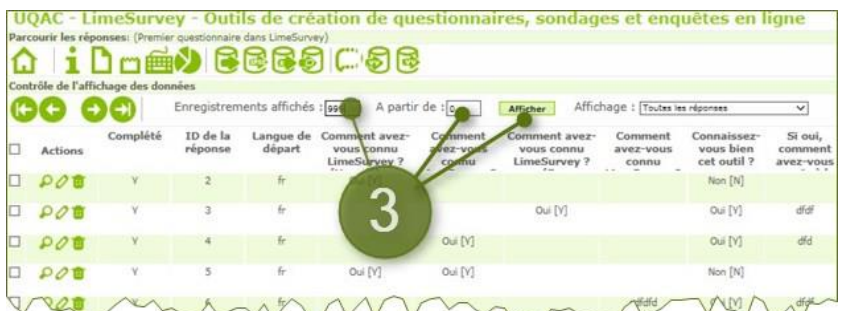 UQAC - LimeSurvey - Outils de création de questionnaires, sondages et enquêtes en ligne
Parcourir les réponses: (Premier questionnaire dans LimeSurvey)
Contrôle de l'affichage des données
Enregistrements affichés : 999 A partir de : 0 Afficher Affichage : Toutes les réponses
Actions Complété ID de la réponse Langue de départ Comment avez-vous connu LimeSurvey ? Comment avez-vous connu Comment avez-vous connu LimeSurvey ? Comment avez-vous connu Connaissez-vous bien cet outil ? Si oui, comment avez-vous
Y 2 fr Oui [Y] Non [N]
Y 3 fr Oui [Y] Oui [Y] dfdf
Y 4 fr Oui [Y] Oui [Y] dfd
Y 5 fr Oui [Y] Oui [Y] Non [N]
3